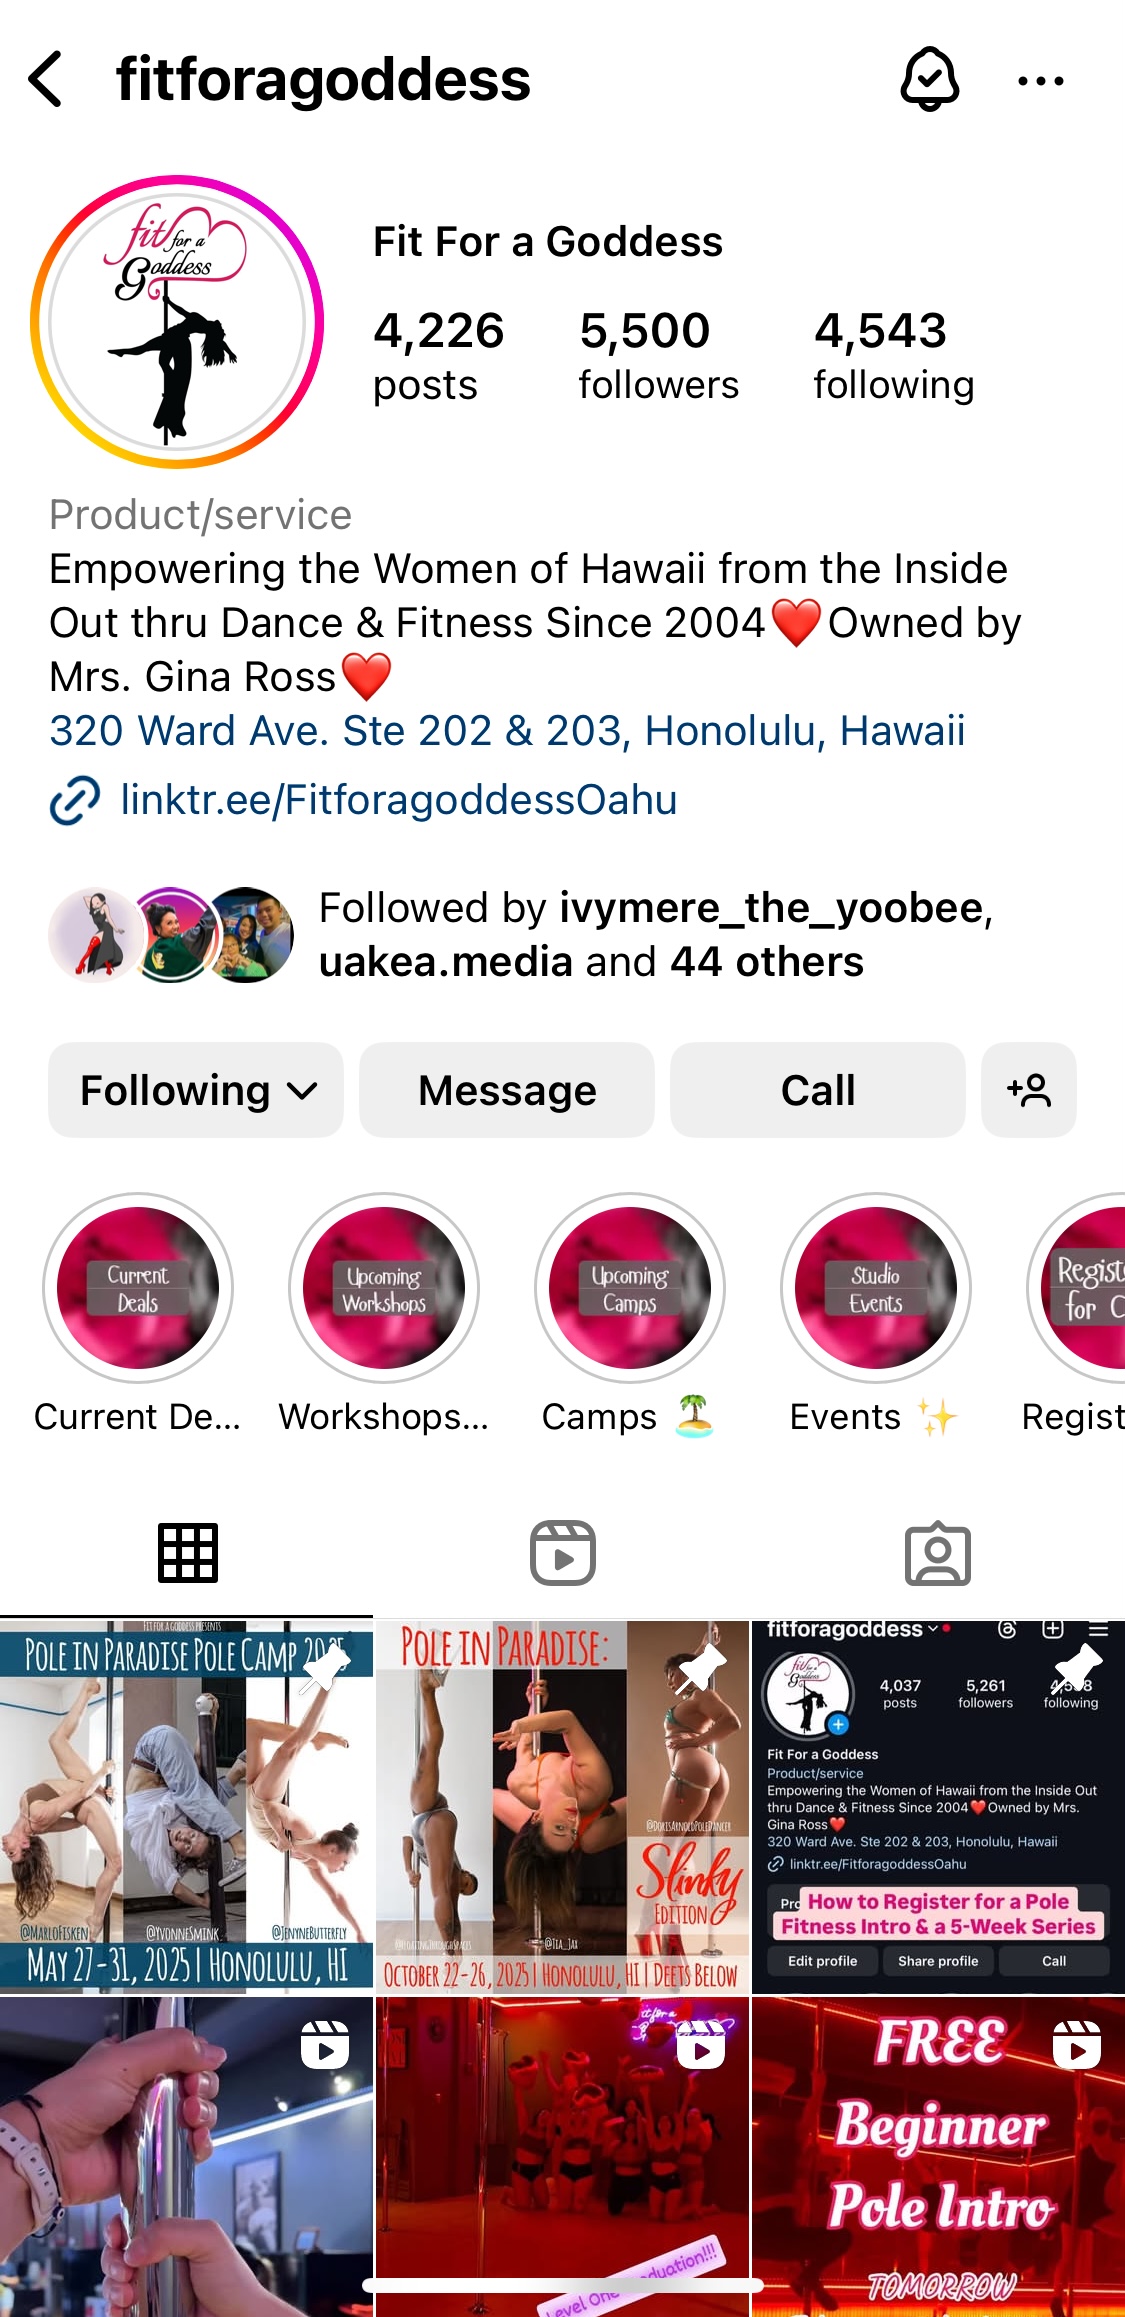 fitforagoddess
fit for a
Goddess
Fit For a Goddess
4,226 5,500 4,543
posts followers following
Product/service
Empowering the Women of Hawaii from the Inside
Out thru Dance & Fitness Since 2004❤️Owned by
Mrs. Gina Ross❤️
320 Ward Ave. Ste 202 & 203, Honolulu, Hawaii
linktr.ee/FitforagoddessOahu
Followed by ivymere_the_yoobee,
uakea.media and 44 others
Following Message Call
Current
Deals
Upcoming
Workshops
Upcoming
Camps
Studio
Events
Regist
for C
Current De... Workshops... Camps 🏝️ Events ✨ Regist
FIT FOR A GODDESS PRESENTS
POLE IN PARADISE POLE CAMP 2025
@MARLOFISKEN @YVONNESMINK @JENYNEBUTTERFLY
MAY 27-31, 2025 | HONOLULU, HI
POLE IN PARADISE:
@DORISARNOLDPOLEDANCER
Slinky
EDITION
@FLOATINGTHROUGHSPACES @TIA_JAX
OCTOBER 22-26, 2025 | HONOLULU, HI | DEETS BELOW
fitforagoddess
4,037 5,261
posts followers following
Fit For a Goddess
Product/service
Empowering the Women of Hawaii from the Inside Out
thru Dance & Fitness Since 2004❤️Owned by Mrs.
Gina Ross❤️
320 Ward Ave. Ste 202 & 203, Honolulu, Hawaii
linktr.ee/FitforagoddessOahu
Pro
How to Register for a Pole
Fitness Intro & a 5-Week Series
Edit profile Share profile Call
fit for a
Level One duation!!!
FREE
Beginner
Pole Intro
TOMORROW